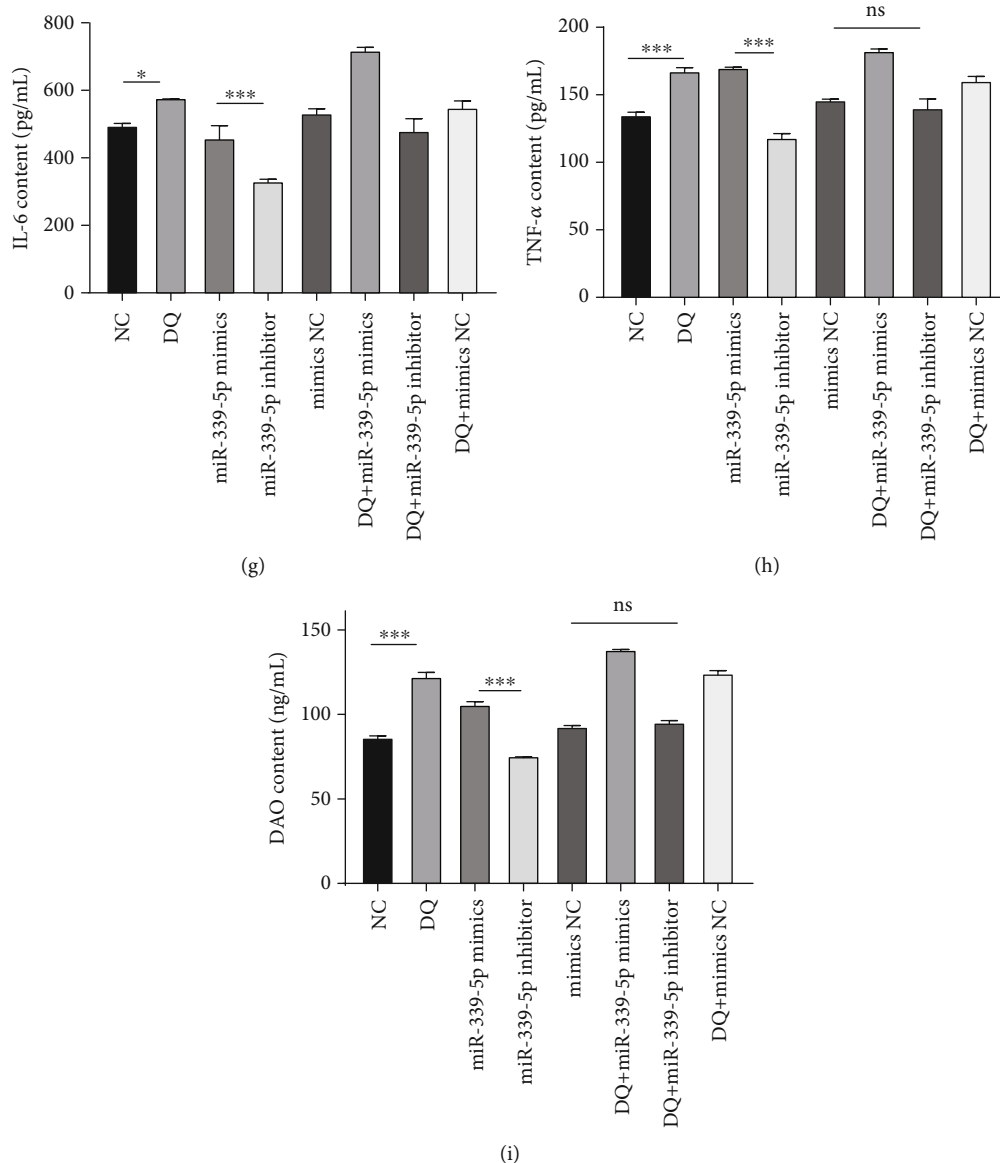 800
600
400
200
0
IL-6 content (pg/mL)
*
***
NC
DQ
miR-339-5p mimics
miR-339-5p inhibitor
mimics NC
DQ+miR-339-5p mimics
DQ+miR-339-5p inhibitor
DQ+mimics NC
(g)
200
150
100
50
0
TNF-α content (pg/mL)
***
***
ns
NC
DQ
miR-339-5p mimics
miR-339-5p inhibitor
mimics NC
DQ+miR-339-5p mimics
DQ+miR-339-5p inhibitor
DQ+mimics NC
(h)
150
100
50
0
DAO content (ng/mL)
***
***
ns
NC
DQ
miR-339-5p mimics
miR-339-5p inhibitor
mimics NC
DQ+miR-339-5p mimics
DQ+miR-339-5p inhibitor
DQ+mimics NC
(i)